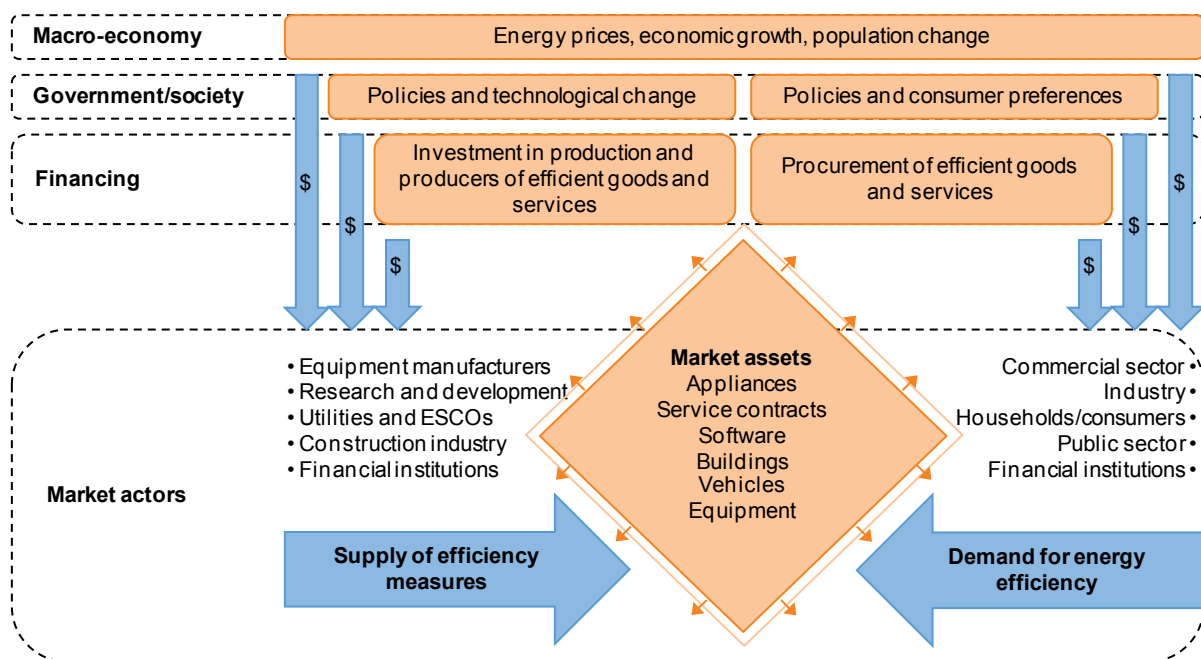 Macro-economy
Energy prices, economic growth, population change
Government/society
Policies and technological change
Policies and consumer preferences
Financing
Investment in production and
producers of efficient goods and
services
Procurement of efficient goods
and services
$
$
$
$
$
$
Market actors
• Equipment manufacturers
• Research and development
• Utilities and ESCOs
• Construction industry
• Financial institutions
Market assets
Appliances
Service contracts
Software
Buildings
Vehicles
Equipment
Commercial sector •
Industry •
Households/consumers •
Public sector •
Financial institutions •
Supply of efficiency
measures
Demand for energy
efficiency